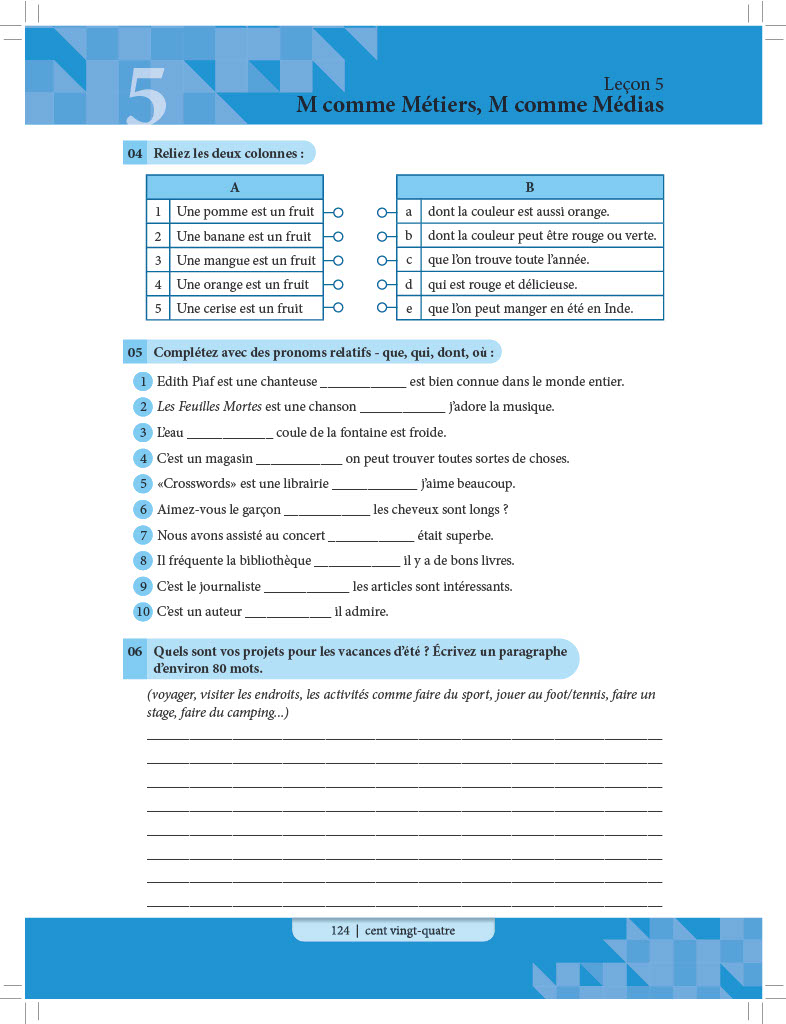 5
Leçon 5
M comme Métiers, M comme Médias
04 Reliez les deux colonnes :
A B
1 Une pomme est un fruit a dont la couleur est aussi orange.
2 Une banane est un fruit b dont la couleur peut être rouge ou verte.
3 Une mangue est un fruit c que l'on trouve toute l'année.
4 Une orange est un fruit d qui est rouge et délicieuse.
5 Une cerise est un fruit e que l'on peut manger en été en Inde.
05 Complétez avec des pronoms relatifs - que, qui, dont, où :
1 Edith Piaf est une chanteuse ____________ est bien connue dans le monde entier.
2 Les Feuilles Mortes est une chanson ____________ j'adore la musique.
3 L'eau ____________ coule de la fontaine est froide.
4 C'est un magasin ____________ on peut trouver toutes sortes de choses.
5 «Crosswords» est une librairie ____________ j'aime beaucoup.
6 Aimez-vous le garçon ____________ les cheveux sont longs ?
7 Nous avons assisté au concert ____________ était superbe.
8 Il fréquente la bibliothèque ____________ il y a de bons livres.
9 C'est le journaliste ____________ les articles sont intéressants.
10 C'est un auteur ____________ il admire.
06 Quels sont vos projets pour les vacances d'été ? Écrivez un paragraphe
d'environ 80 mots.
(voyager, visiter les endroits, les activités comme faire du sport, jouer au foot/tennis, faire un
stage, faire du camping...)
124 | cent vingt-quatre